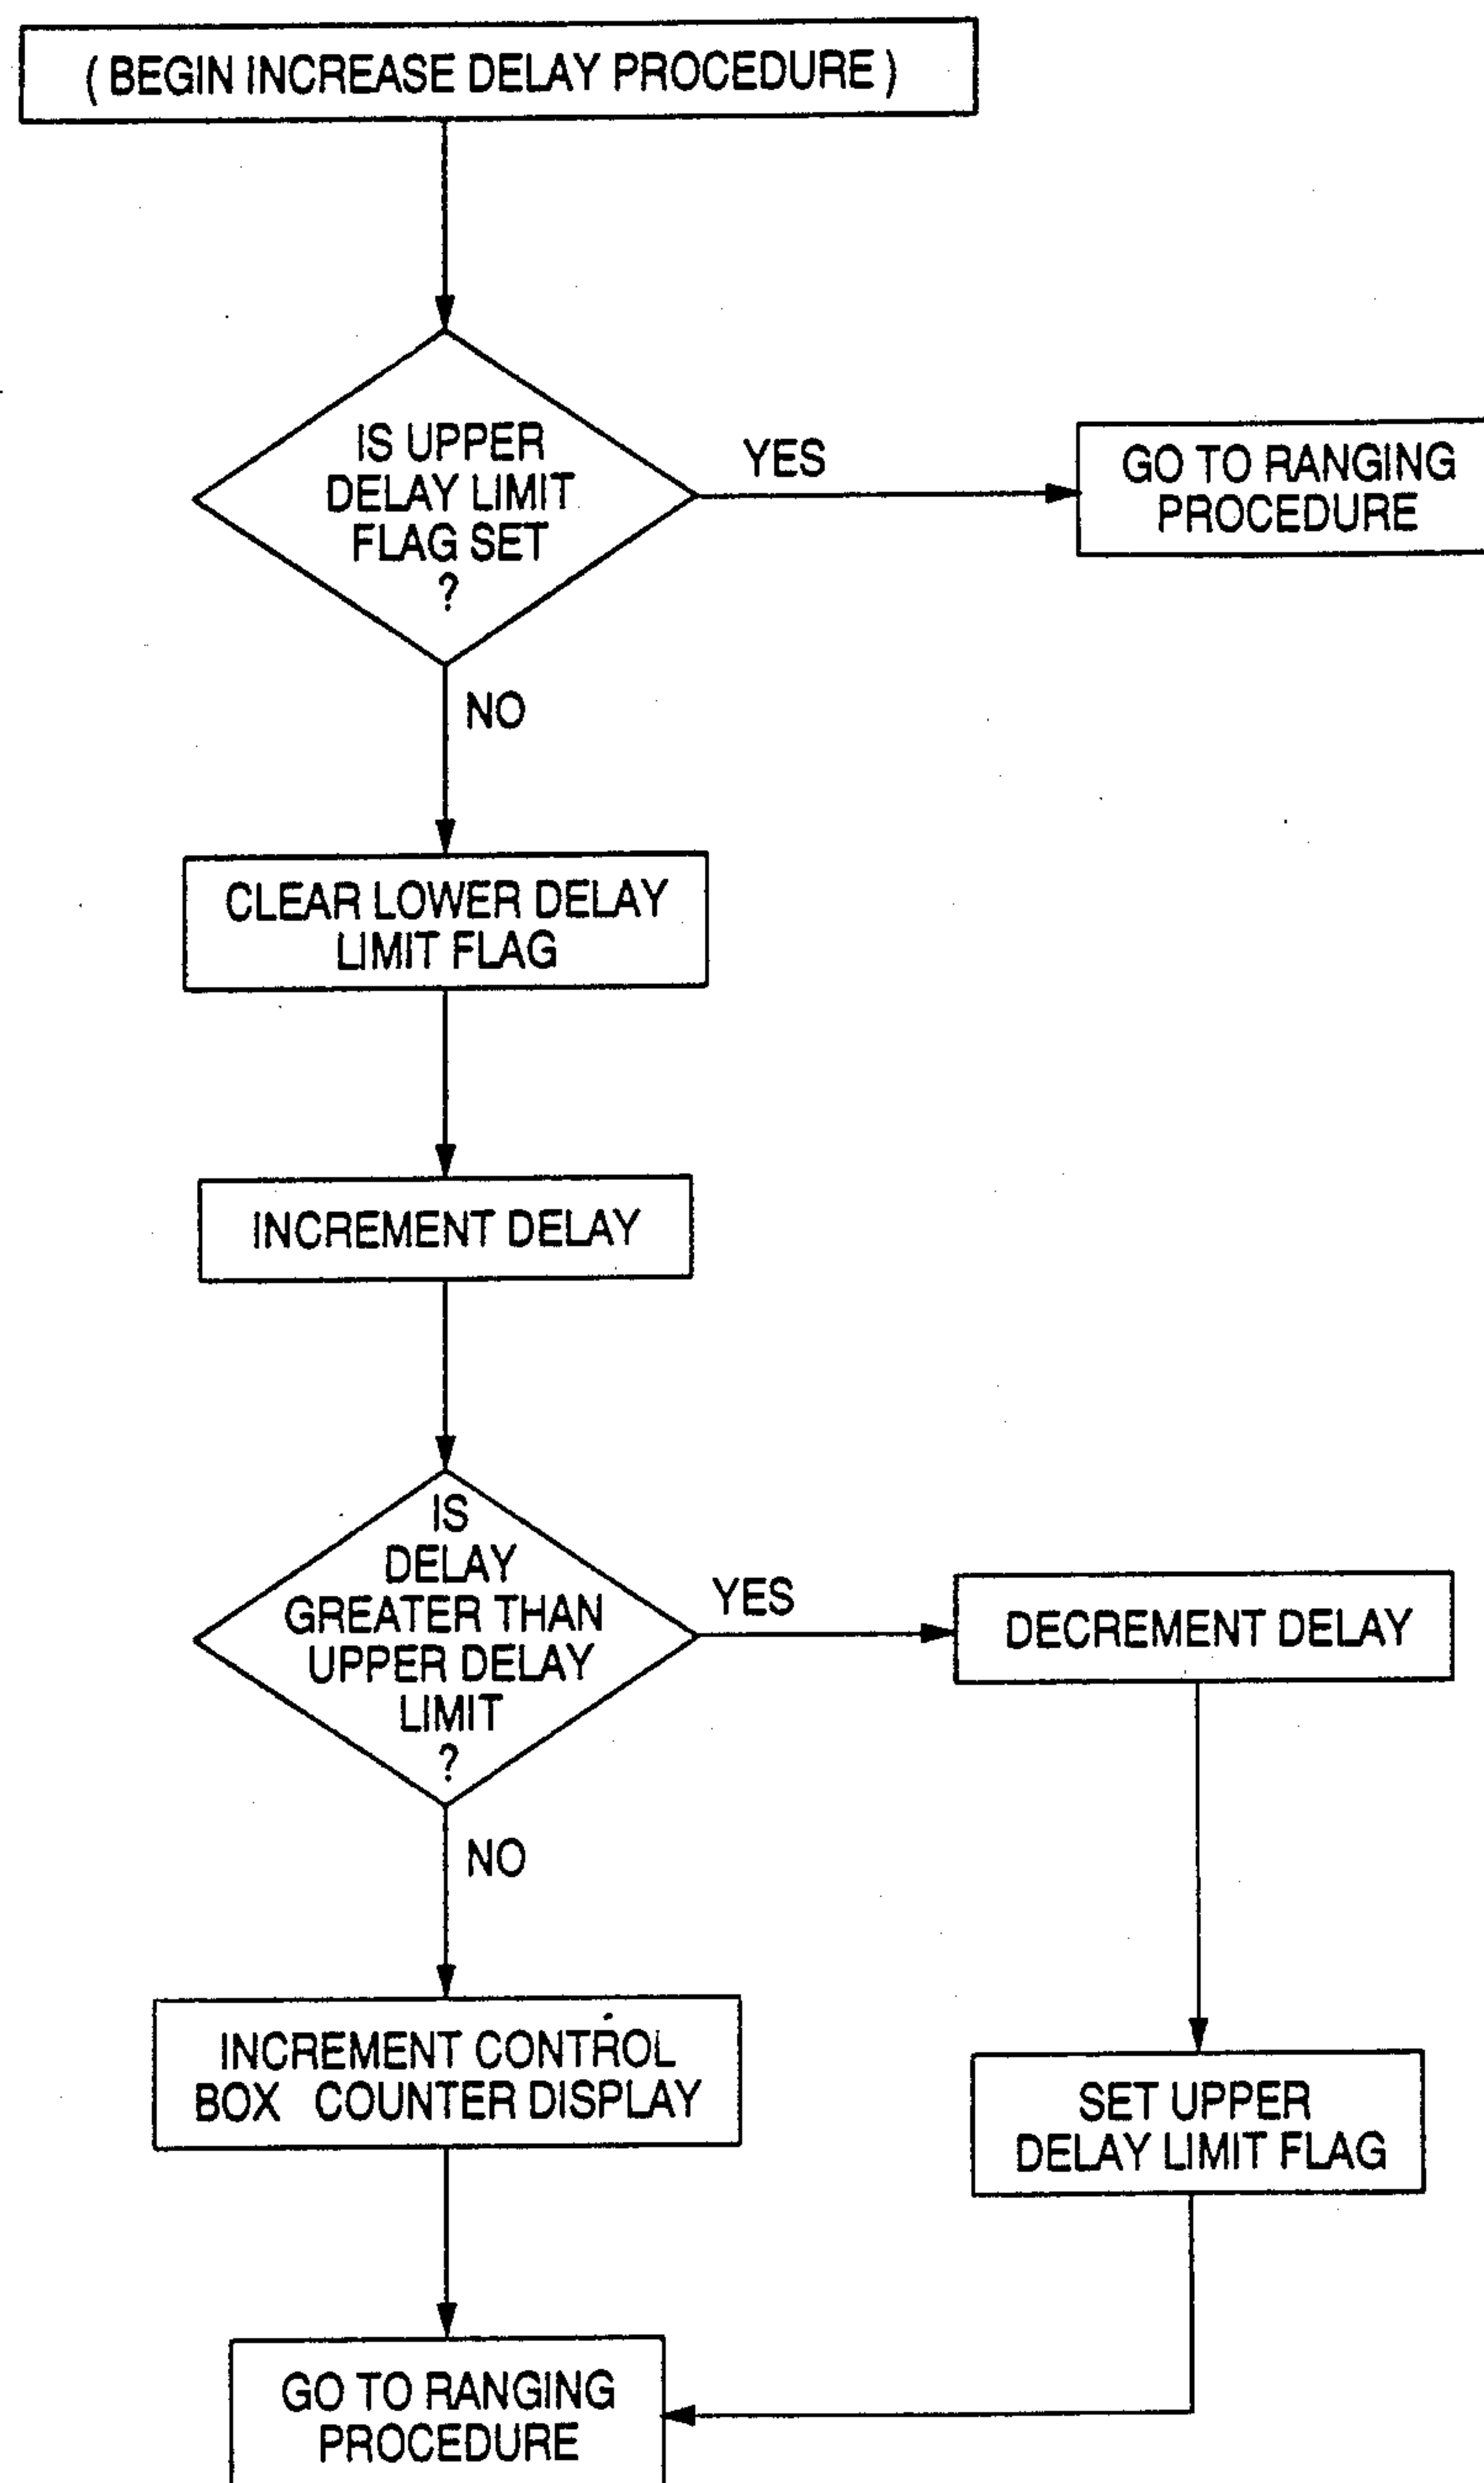 ( BEGIN INCREASE DELAY PROCEDURE )
IS UPPER
DELAY LIMIT
FLAG SET
?
YES
GO TO RANGING
PROCEDURE
NO
CLEAR LOWER DELAY
LIMIT FLAG
INCREMENT DELAY
IS
DELAY
GREATER THAN
UPPER DELAY
LIMIT
?
YES
DECREMENT DELAY
NO
INCREMENT CONTROL
BOX COUNTER DISPLAY
SET UPPER
DELAY LIMIT FLAG
GO TO RANGING
PROCEDURE